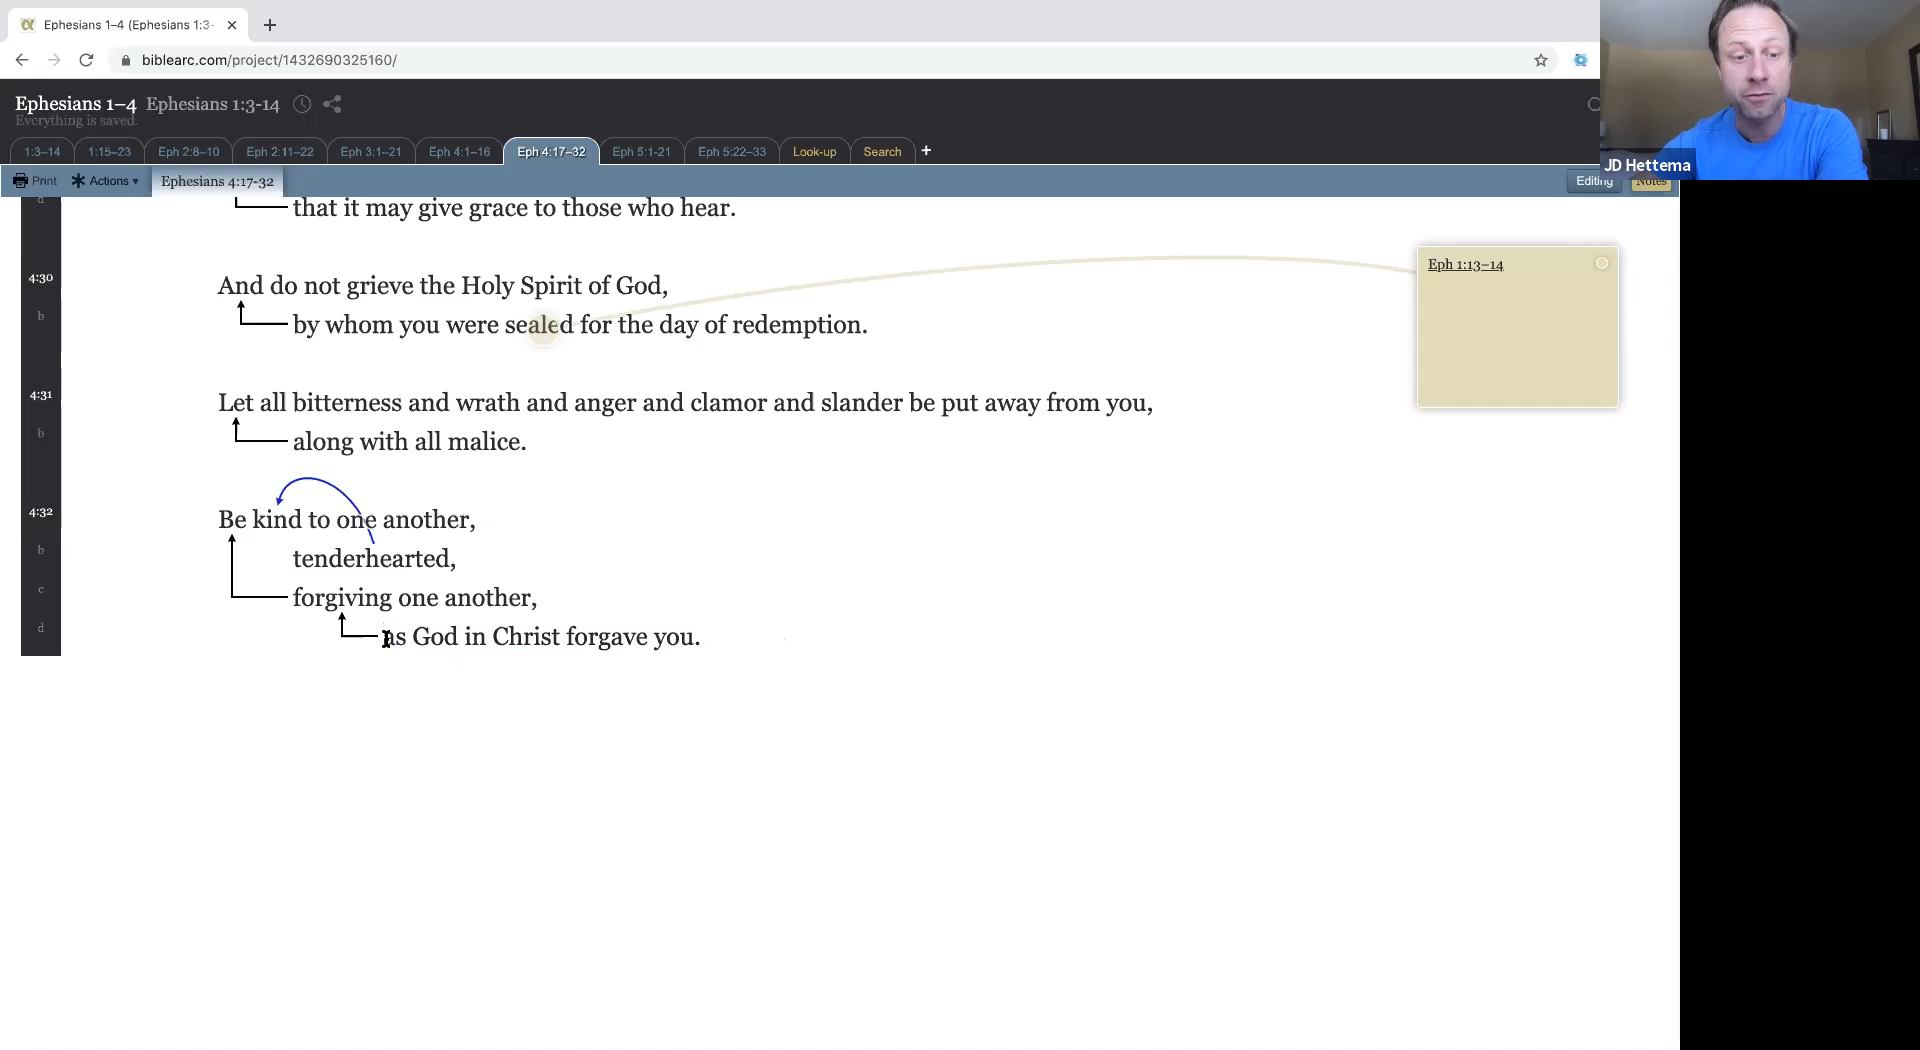 Ephesians 1–4 (Ephesians 1:3-
biblearc.com/project/1432690325160/
Ephesians 1–4 Ephesians 1:3-14
Everything is saved.
1:3–14 1:15–23 Eph 2:8–10 Eph 2:11–22 Eph 3:1–21 Eph 4:1–16 Eph 4:17–32 Eph 5:1-21 Eph 5:22–33 Look-up Search +
JD Hettema
Print Actions Ephesians 4:17-32 Editing Notes
d that it may give grace to those who hear.
Eph 1:13–14
4:30 And do not grieve the Holy Spirit of God,
b by whom you were sealed for the day of redemption.
4:31 Let all bitterness and wrath and anger and clamor and slander be put away from you,
b along with all malice.
4:32 Be kind to one another,
b tenderhearted,
c forgiving one another,
d as God in Christ forgave you.